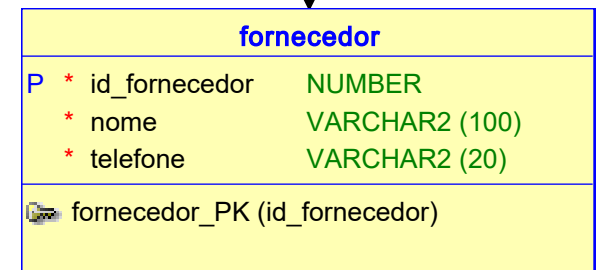 fornecedor
P * id_fornecedor NUMBER
* nome VARCHAR2 (100)
* telefone VARCHAR2 (20)
fornecedor_PK (id_fornecedor)